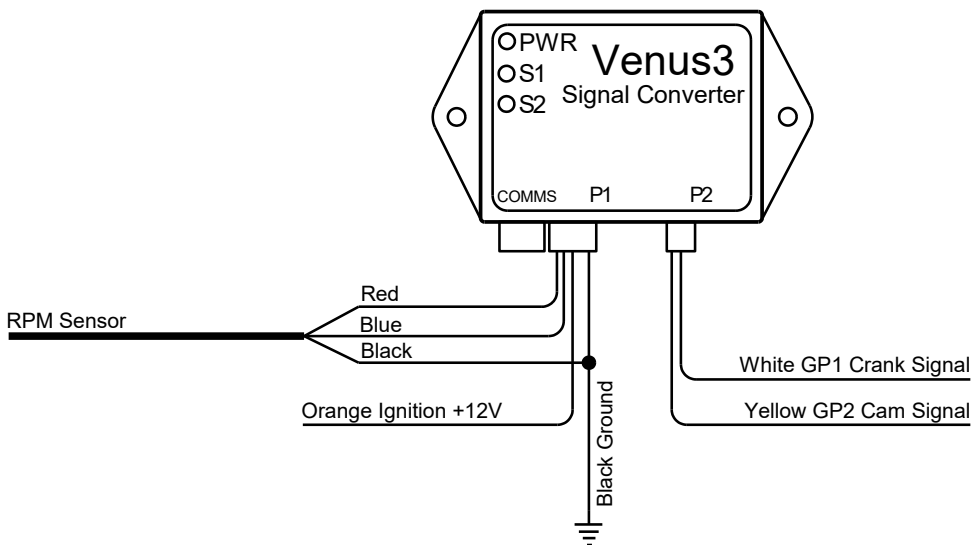 PWR
Venus3
S1
Signal Converter
S2
COMMS
P1
P2
Red
RPM Sensor
Blue
Black
White GP1 Crank Signal
Orange Ignition +12V
Yellow GP2 Cam Signal
Black Ground